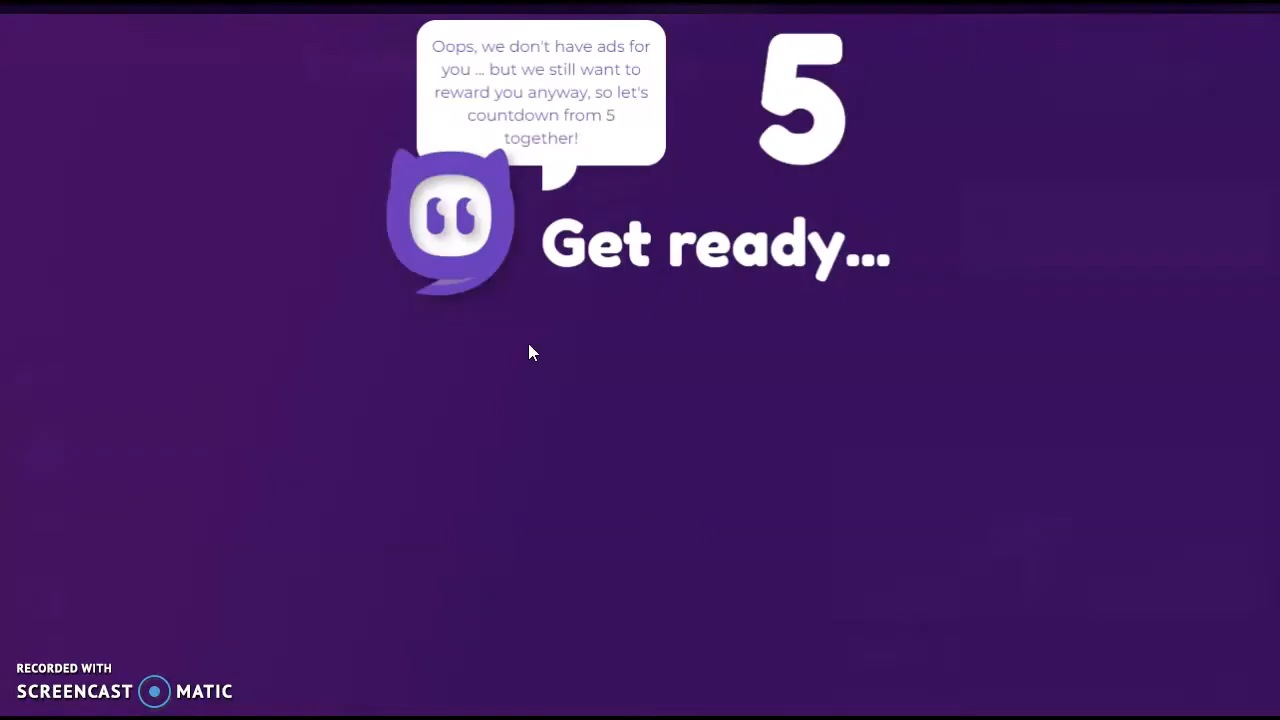 Oops, we don't have ads for
you ... but we still want to
reward you anyway, so let's
countdown from 5
together!
5
Get ready...
RECORDED WITH
SCREENCAST MATIC